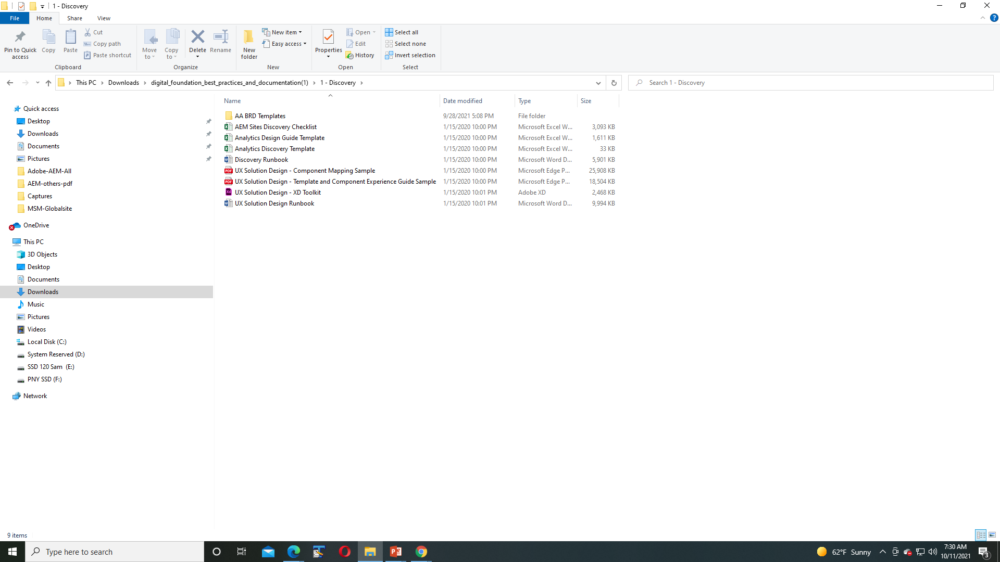 1 - Discovery
File Home Share View
Pin to Quick access
Copy
Paste
Cut
Copy path
Paste shortcut
Clipboard
Move to
Copy to
Delete
Rename
Organize
New folder
New item
Easy access
New
Properties
Open
Edit
History
Open
Select all
Select none
Invert selection
Select
This PC Downloads digital_foundation_best_practices_and_documentation(1) 1 - Discovery
Search 1 - Discovery
Quick access
Desktop
Downloads
Documents
Pictures
Adobe-AEM-All
AEM-others-pdf
Captures
MSM-Globalsite
OneDrive
This PC
3D Objects
Desktop
Documents
Downloads
Music
Pictures
Videos
Local Disk (C:)
System Reserved (D:)
SSD 120 Sam (E:)
PNY SSD (F:)
Network
Name Date modified Type Size
AA BRD Templates 9/28/2021 5:08 PM File folder
AEM Sites Discovery Checklist 1/15/2020 10:00 PM Microsoft Excel W... 3,093 KB
Analytics Design Guide Template 1/15/2020 10:00 PM Microsoft Excel W... 1,611 KB
Analytics Discovery Template 1/15/2020 10:00 PM Microsoft Excel W... 33 KB
Discovery Runbook 1/15/2020 10:00 PM Microsoft Word D... 5,901 KB
UX Solution Design - Component Mapping Sample 1/15/2020 10:00 PM Microsoft Edge P... 25,908 KB
UX Solution Design - Template and Component Experience Guide Sample 1/15/2020 10:00 PM Microsoft Edge P... 18,504 KB
UX Solution Design - XD Toolkit 1/15/2020 10:01 PM Adobe XD 2,468 KB
UX Solution Design Runbook 1/15/2020 10:01 PM Microsoft Word D... 9,994 KB
9 items
Type here to search
62°F Sunny
7:30 AM
10/11/2021
3